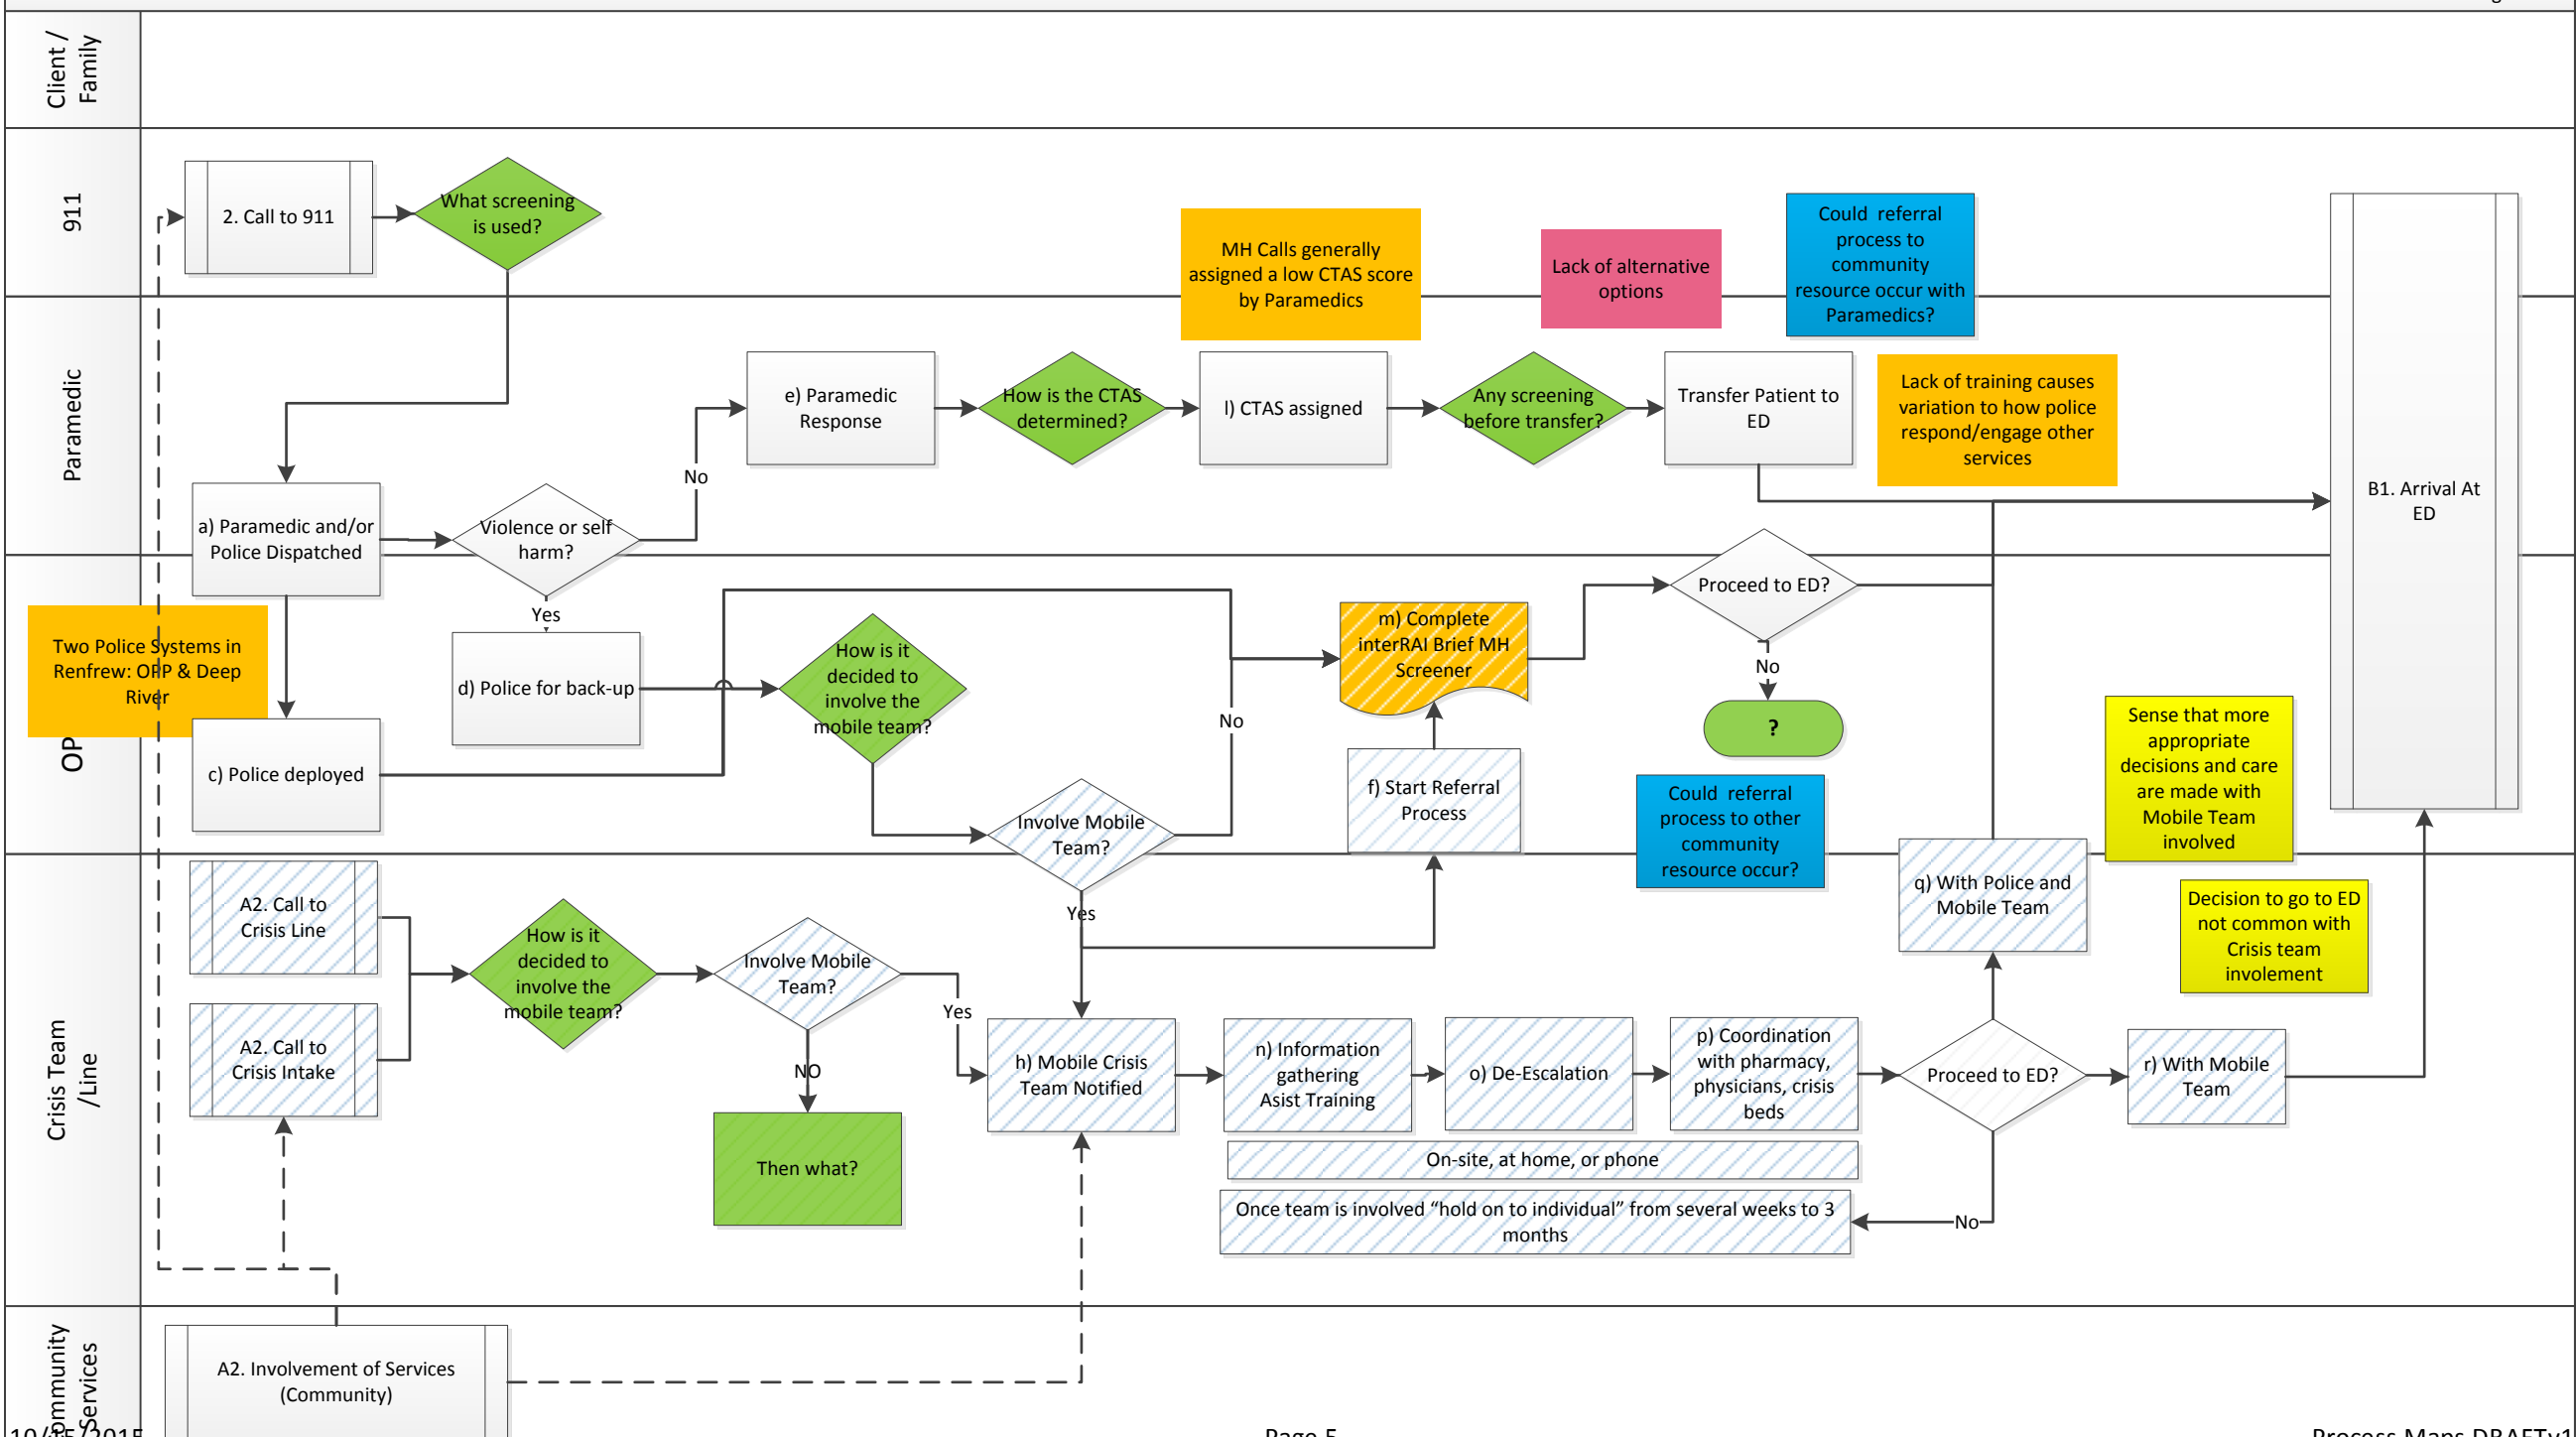 Client /
Family
911
2. Call to 911
What screening
is used?
MH Calls generally
assigned a low CTAS score
by Paramedics
Lack of alternative
options
Could referral
process to
community
resource occur with
Paramedics?
Paramedic
e) Paramedic
Response
How is the CTAS
determined?
l) CTAS assigned
Any screening
before transfer?
Transfer Patient to
ED
Lack of training causes
variation to how police
respond/engage other
services
B1. Arrival At
ED
No
a) Paramedic and/or
Police Dispatched
Violence or self
harm?
Yes
Proceed to ED?
No
?
OP
Two Police Systems in
Renfrew: OPP & Deep
River
d) Police for back-up
How is it
decided to
involve the
mobile team?
m) Complete
interRAI Brief MH
Screener
No
c) Police deployed
Involve Mobile
Team?
Yes
f) Start Referral
Process
Could referral
process to other
community
resource occur?
Sense that more
appropriate
decisions and care
are made with
Mobile Team
involved
Crisis Team
/Line
A2. Call to
Crisis Line
A2. Call to
Crisis Intake
How is it
decided to
involve the
mobile team?
Involve Mobile
Team?
Yes
NO
Then what?
h) Mobile Crisis
Team Notified
n) Information
gathering
Asist Training
o) De-Escalation
p) Coordination
with pharmacy,
physicians, crisis
beds
Proceed to ED?
q) With Police and
Mobile Team
Decision to go to ED
not common with
Crisis team
involement
r) With Mobile
Team
On-site, at home, or phone
Once team is involved “hold on to individual” from several weeks to 3
months
No
ommunity
Services
A2. Involvement of Services
(Community)
10/15/2015
Page 5
Process Maps DRAFTv1